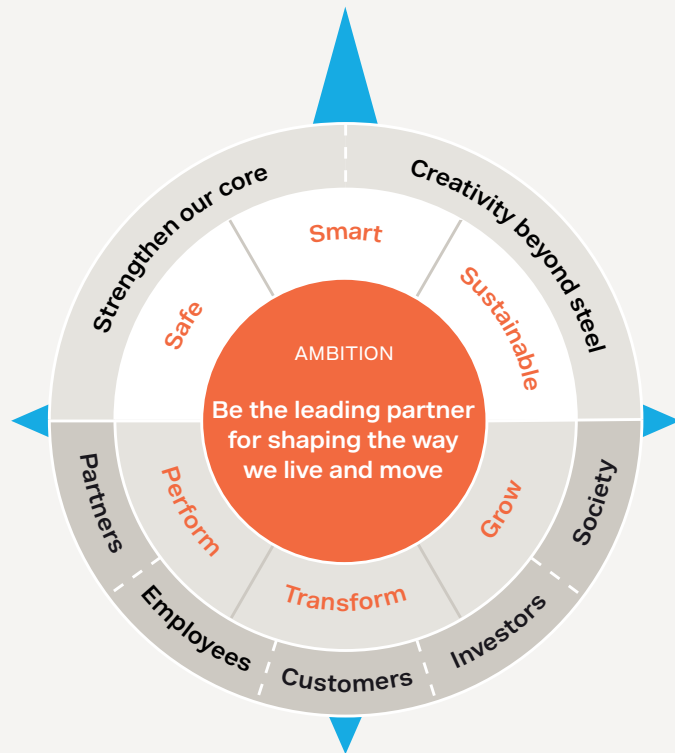 Strengthen our core
Creativity beyond steel
Safe
Smart
Sustainable
AMBITION
Be the leading partner
for shaping the way
we live and move
Perform
Transform
Grow
Partners
Employees
Customers
Investors
Society